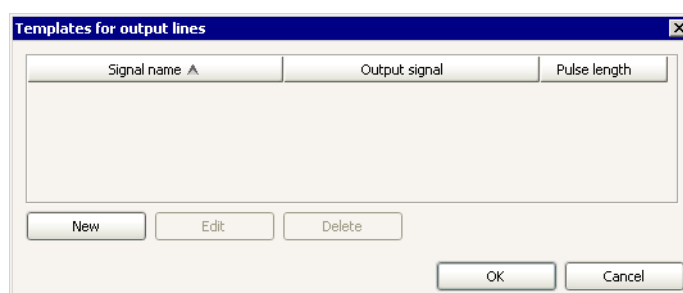 Templates for output lines
Signal name Output signal Pulse length
New Edit Delete
OK Cancel